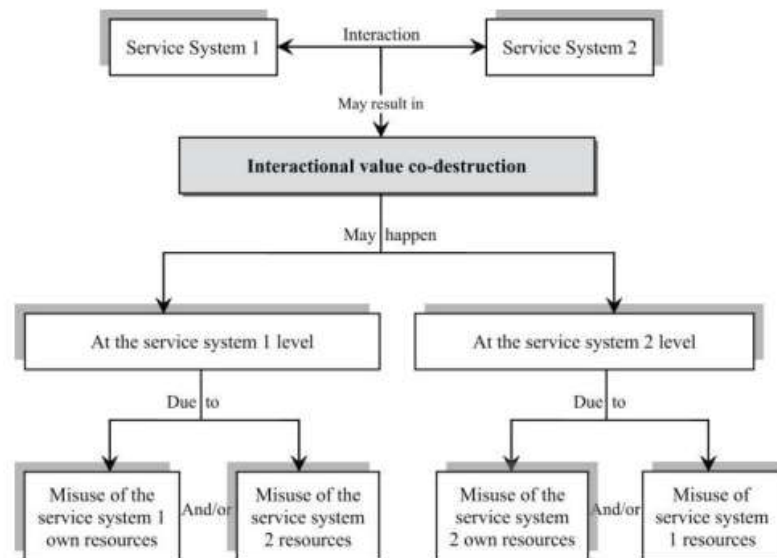 Service System 1
Interaction
Service System 2
May result in
Interactional value co-destruction
May happen
At the service system 1 level
At the service system 2 level
Due to
Due to
Misuse of the
service system 1
own resources
And/or
Misuse of the
service system
2 resources
Misuse of the
service system
2 own resources
And/or
Misuse of
service system
1 resources